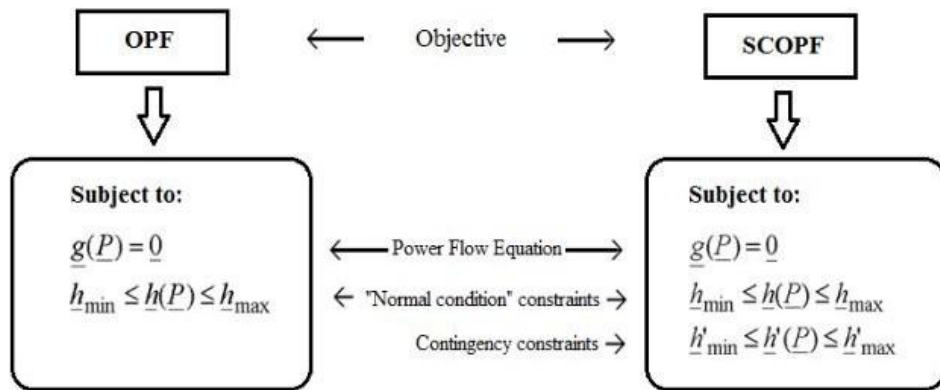 OPF ← Objective → SCOPF
Subject to: Subject to:
g(P) = 0 ← Power Flow Equation → g(P) = 0
h_min ≤ h(P) ≤ h_max ← "Normal condition" constraints → h_min ≤ h(P) ≤ h_max
Contingency constraints → h'_min ≤ h'(P) ≤ h'_max